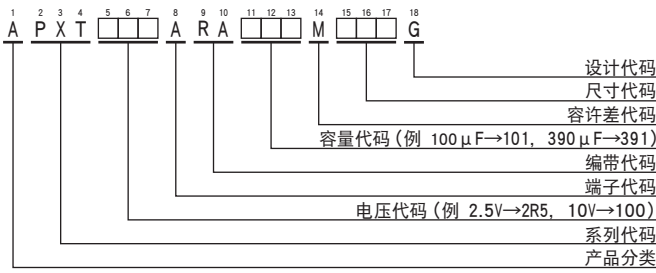 1 2 3 4 5 6 7 8 9 10 11 12 13 14 15 16 17 18
A P X T □□□ A R A □□□ M □□□ G
设计代码
尺寸代码
容许差代码
容量代码(例 100μF→101, 390μF→391)
编带代码
端子代码
电压代码(例 2.5V→2R5, 10V→100)
系列代码
产品分类